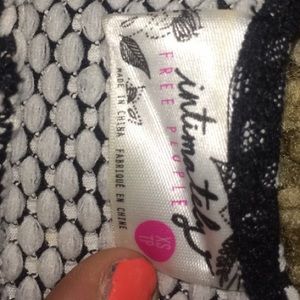 intimately
FREE PEOPLE
MADE IN CHINA FABRIQUÉ EN CHINE
XS
TP